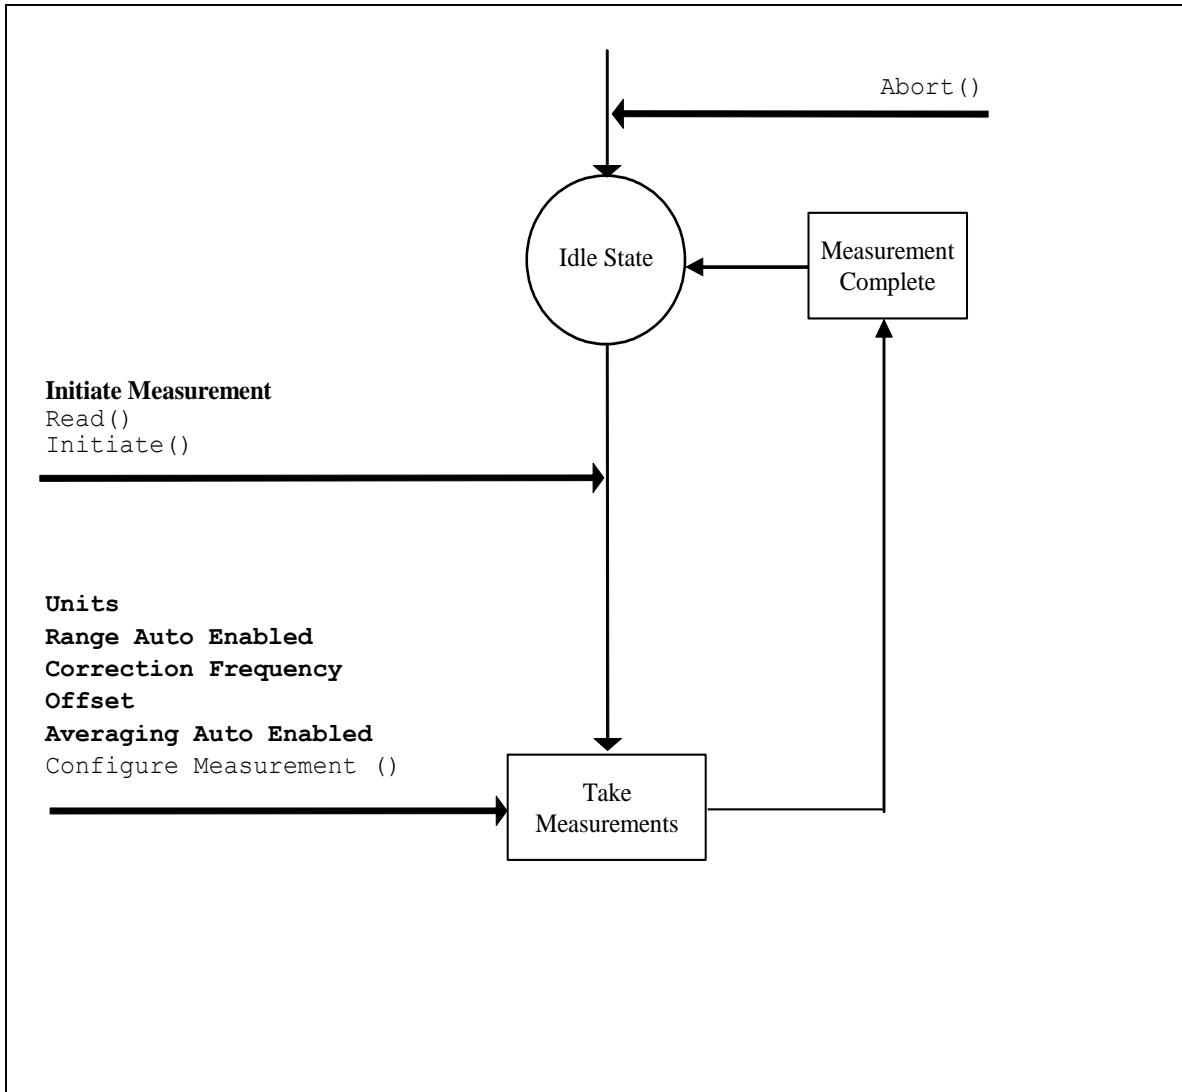 Abort()
Idle State
Measurement
Complete
Initiate Measurement
Read()
Initiate()
Units
Range Auto Enabled
Correction Frequency
Offset
Averaging Auto Enabled
Configure Measurement ()
Take
Measurements